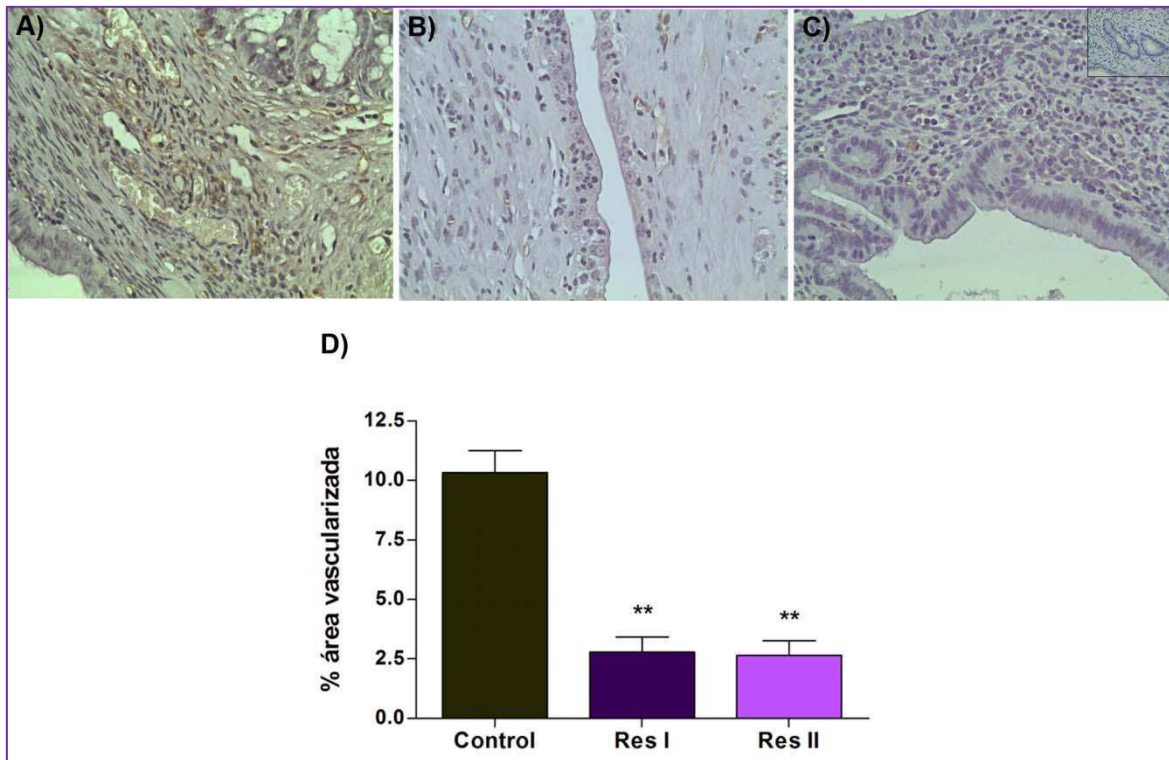 A)
B)
C)
D)
% área vascularizada
12.5
10.0
7.5
5.0
2.5
0.0
**
**
Control
Res I
Res II